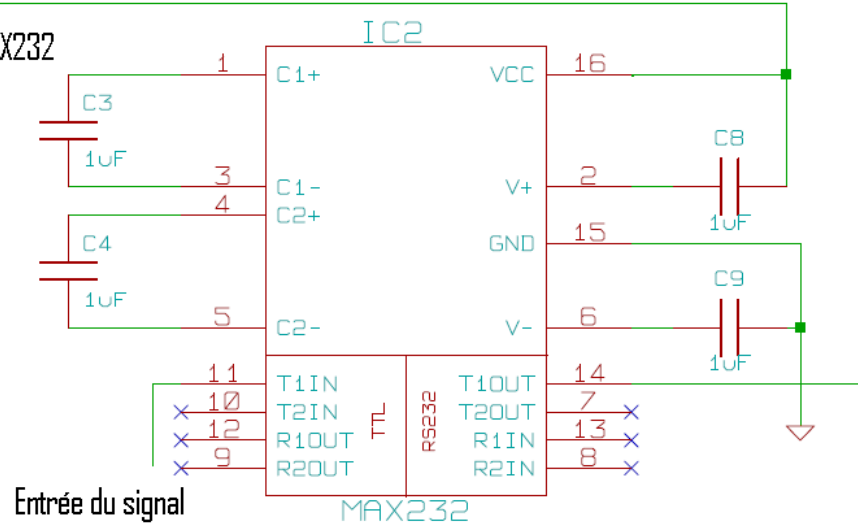 X232
IC2
1 C1+ VCC 16
C3
1uF
3 C1- V+ 2
C8
1uF
4 C2+
GND 15
C4
1uF
C9
1uF
5 C2- V- 6
11 T1IN T1OUT 14
10 T2IN T2OUT 7
12 R1OUT R1IN 13
9 R2OUT R2IN 8
TTL
RS232
Entrée du signal
MAX232